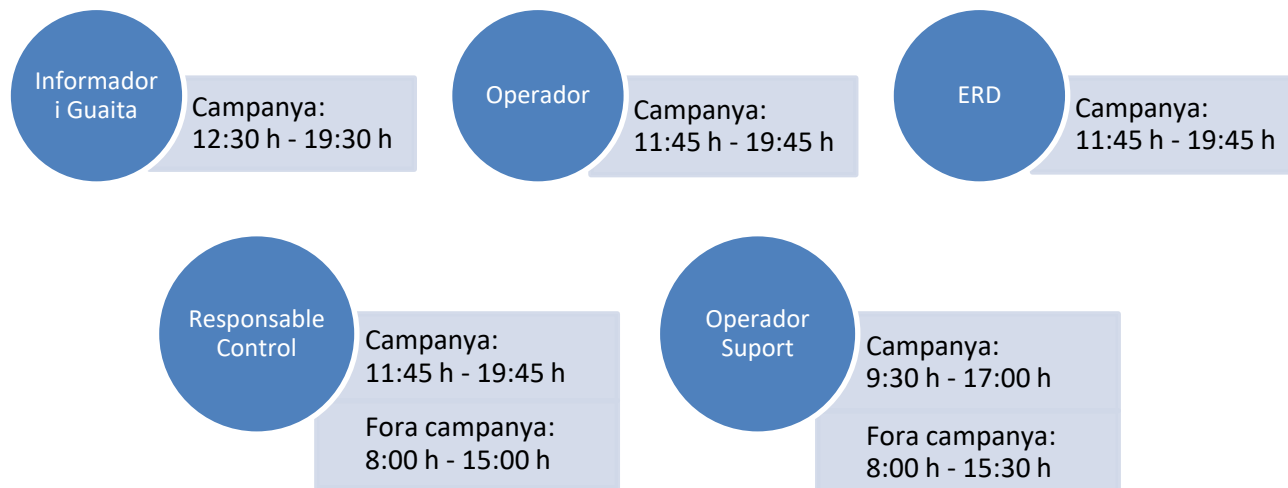 Informador
i Guaita
Campanya:
12:30 h - 19:30 h
Operador
Campanya:
11:45 h - 19:45 h
ERD
Campanya:
11:45 h - 19:45 h
Responsable
Control
Campanya:
11:45 h - 19:45 h
Fora campanya:
8:00 h - 15:00 h
Operador
Suport
Campanya:
9:30 h - 17:00 h
Fora campanya:
8:00 h - 15:30 h